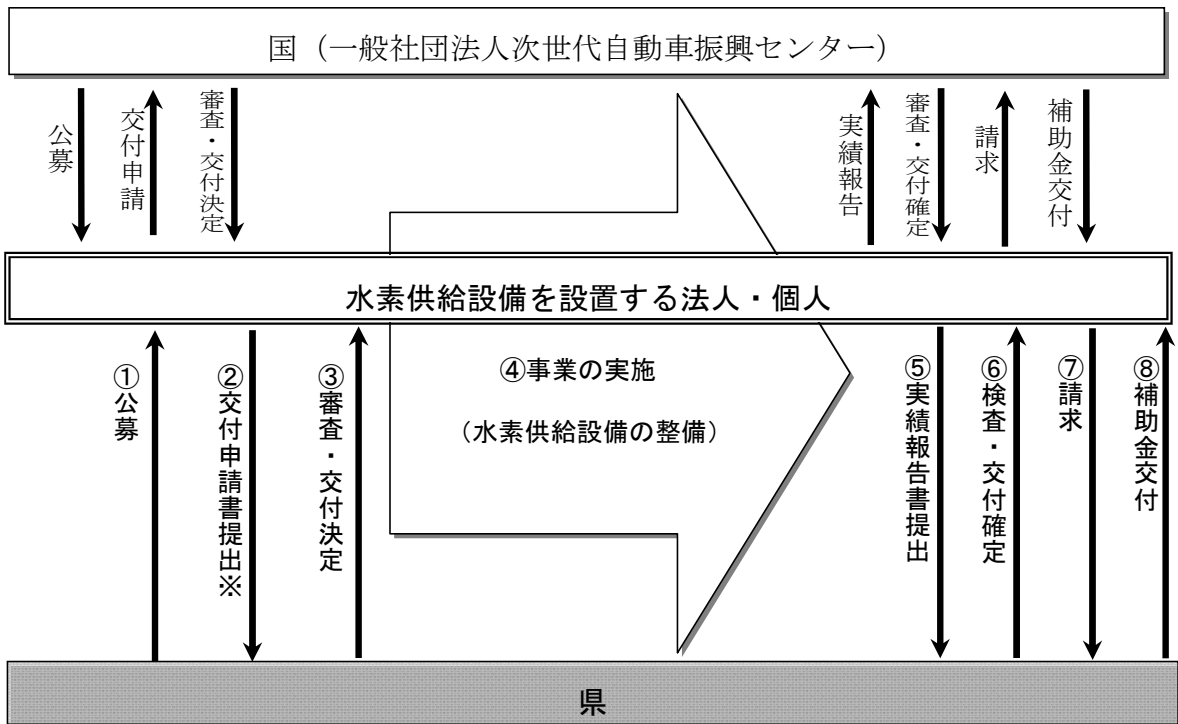 国（一般社団法人次世代自動車振興センター）
公募
交付申請
審査・交付決定
実績報告
審査・交付確定
請求
補助金交付
水素供給設備を設置する法人・個人
①公募
②交付申請書提出※
③審査・交付決定
④事業の実施
（水素供給設備の整備）
⑤実績報告書提出
⑥検査・交付確定
⑦請求
⑧補助金交付
県